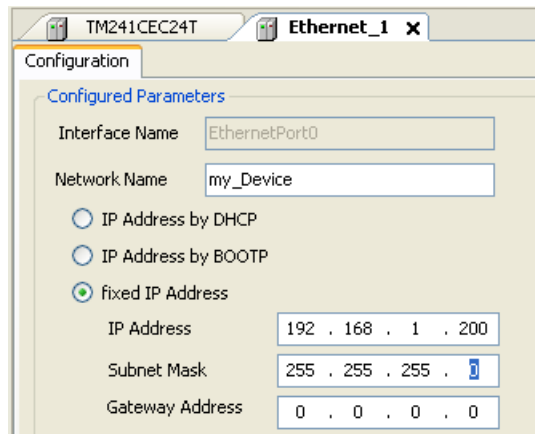 TM241CEC24T Ethernet_1 x
Configuration
Configured Parameters
Interface Name EthernetPort0
Network Name my_Device
IP Address by DHCP
IP Address by BOOTP
fixed IP Address
IP Address 192 . 168 . 1 . 200
Subnet Mask 255 . 255 . 255 . 0
Gateway Address 0 . 0 . 0 . 0